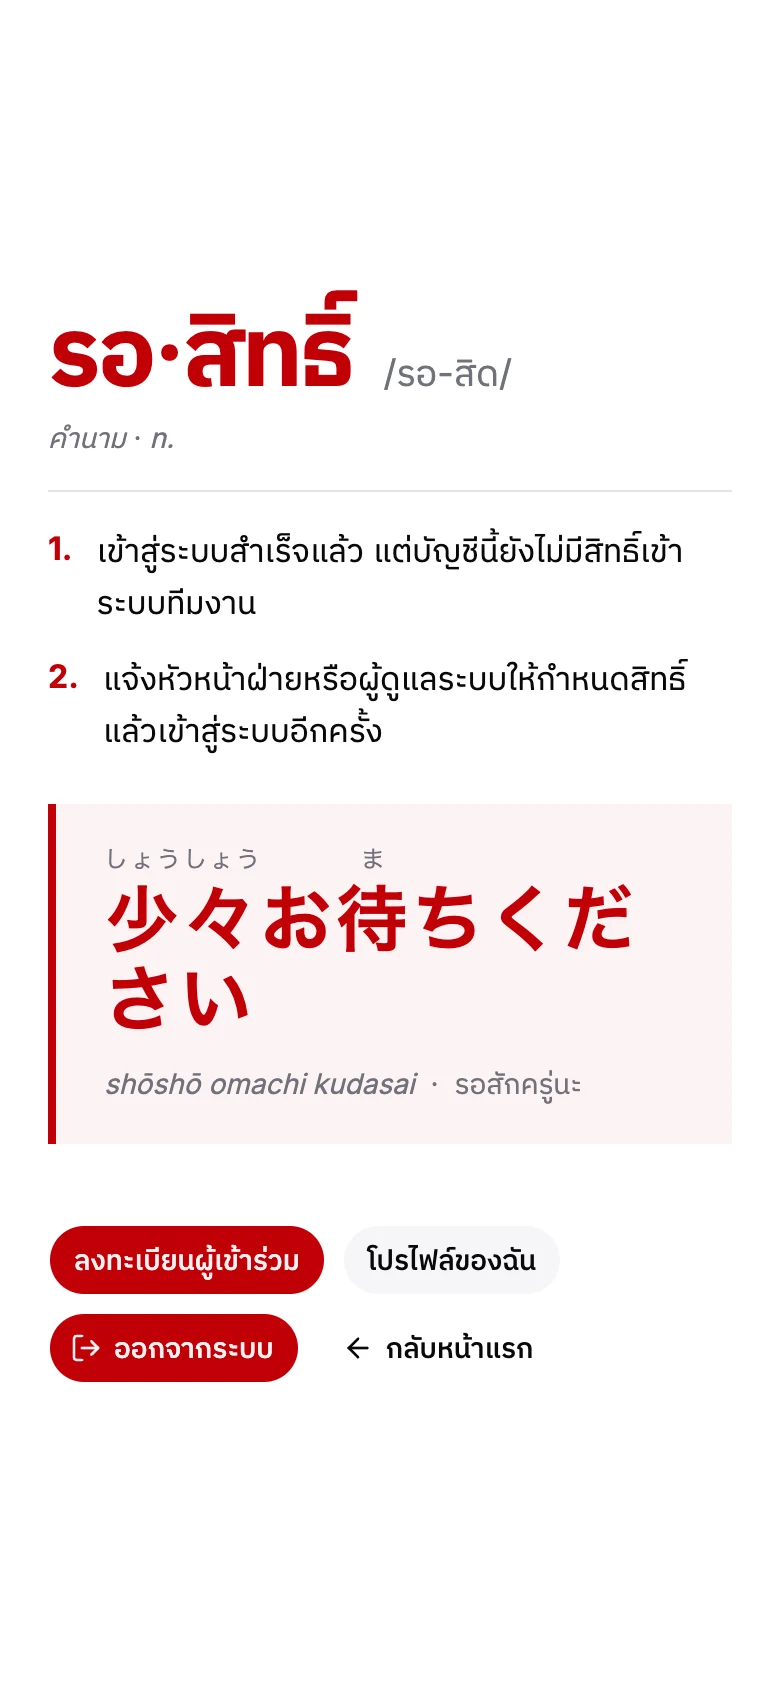 รอ·สิทธิ์ /รอ-สิด/
คำนาม · ท.
1. เข้าสู่ระบบสำเร็จแล้ว แต่บัญชีนี้ยังไม่มีสิทธิ์เข้า
ระบบทีมงาน
2. แจ้งหัวหน้าฝ่ายหรือผู้ดูแลระบบให้กำหนดสิทธิ์
แล้วเข้าสู่ระบบอีกครั้ง
しょうしょう ま
少々お待ちくだ
さい
shōshō omachi kudasai · รอสักครู่นะ
ลงทะเบียนผู้เข้าร่วม โปรไฟล์ของฉัน
ออกจากระบบ ← กลับหน้าแรก